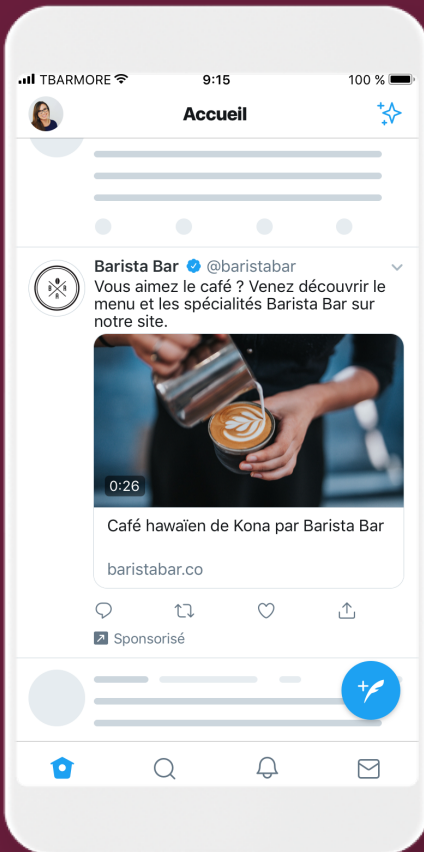 TBARMORE 9:15 100 %
Accueil
Barista Bar @baristabar
Vous aimez le café ? Venez découvrir le
menu et les spécialités Barista Bar sur
notre site.
0:26
Café hawaïen de Kona par Barista Bar
baristabar.co
Sponsorisé